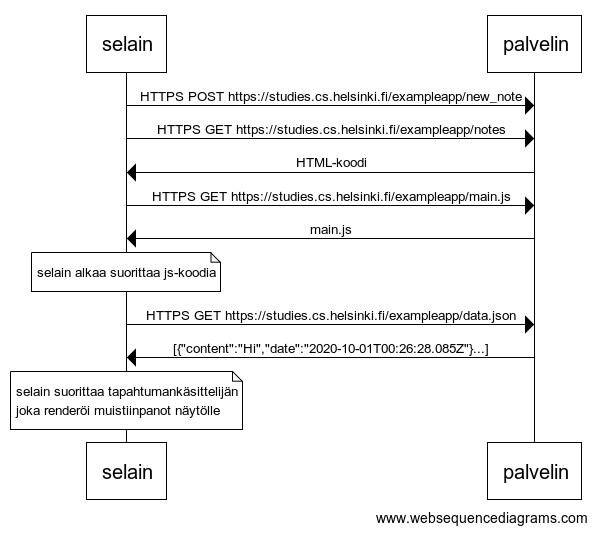 selain palvelin
HTTPS POST https://studies.cs.helsinki.fi/exampleapp/new_note
HTTPS GET https://studies.cs.helsinki.fi/exampleapp/notes
HTML-koodi
HTTPS GET https://studies.cs.helsinki.fi/exampleapp/main.js
main.js
selain alkaa suorittaa js-koodia
HTTPS GET https://studies.cs.helsinki.fi/exampleapp/data.json
[{"content":"Hi","date":"2020-10-01T00:26:28.085Z"}...]
selain suorittaa tapahtumankäsittelijän
joka renderöi muistiinpanot näytölle
selain palvelin
www.websequencediagrams.com